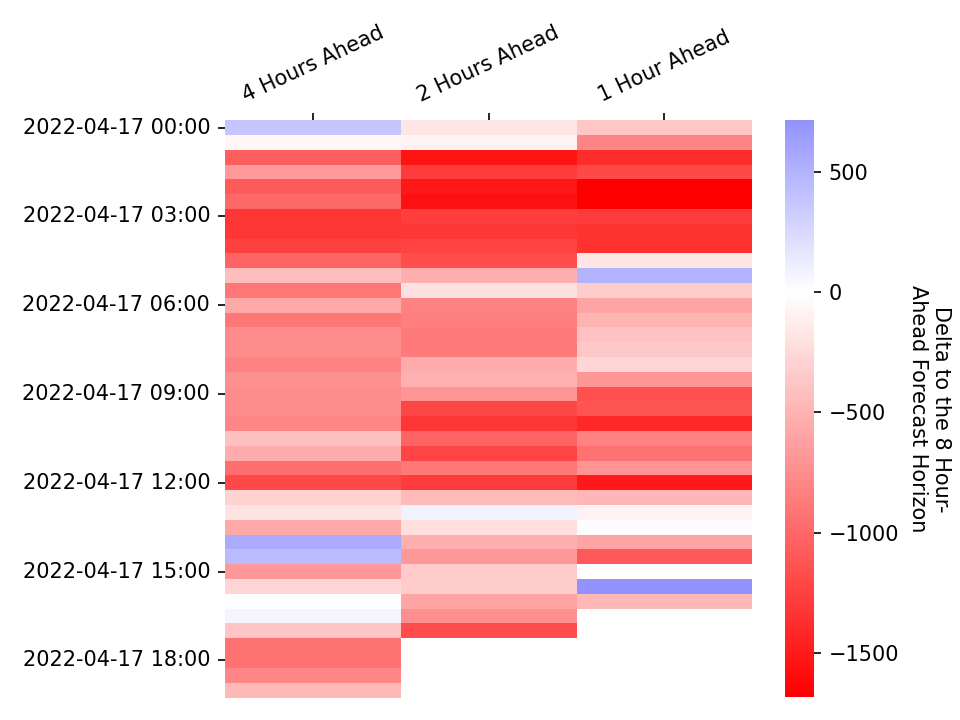 4 Hours Ahead
2 Hours Ahead
1 Hour Ahead
2022-04-17 00:00
2022-04-17 03:00
2022-04-17 06:00
2022-04-17 09:00
2022-04-17 12:00
2022-04-17 15:00
2022-04-17 18:00
500
0
−500
−1000
−1500
Delta to the 8 Hour-
Ahead Forecast Horizon